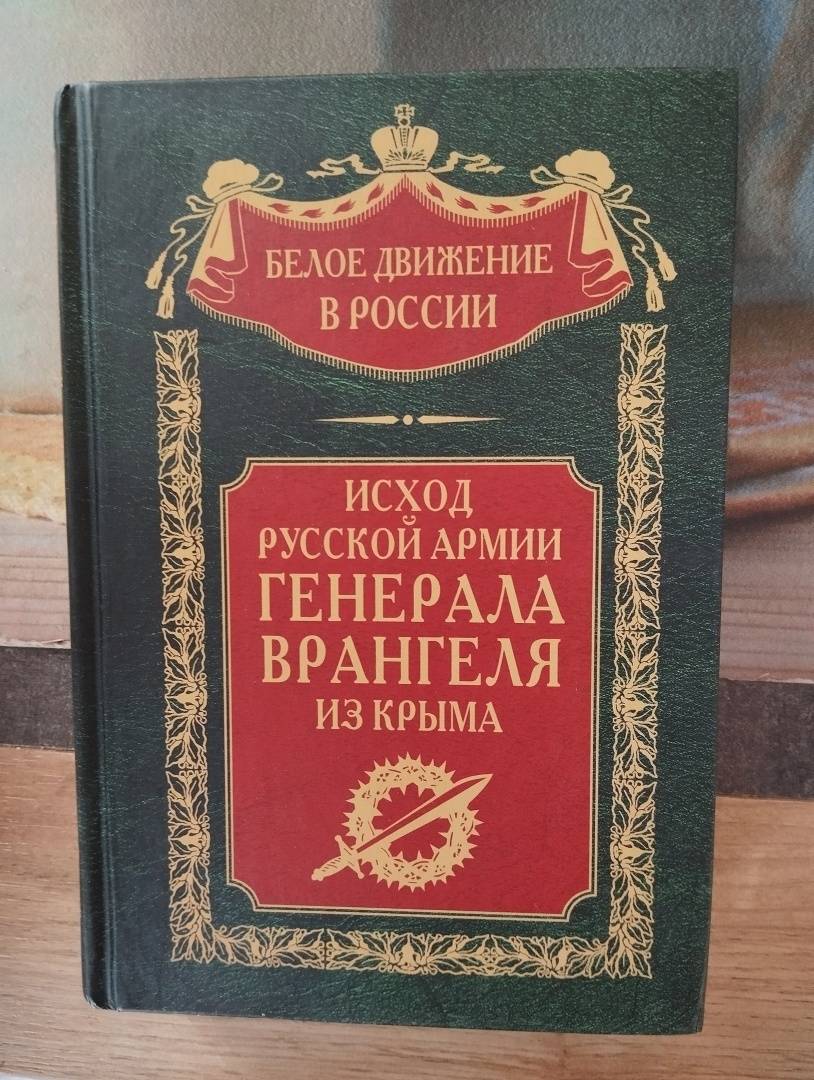 БЕЛОЕ ДВИЖЕНИЕ
В РОССИИ
ИСХОД
РУССКОЙ АРМИИ
ГЕНЕРАЛА
ВРАНГЕЛЯ
ИЗ КРЫМА